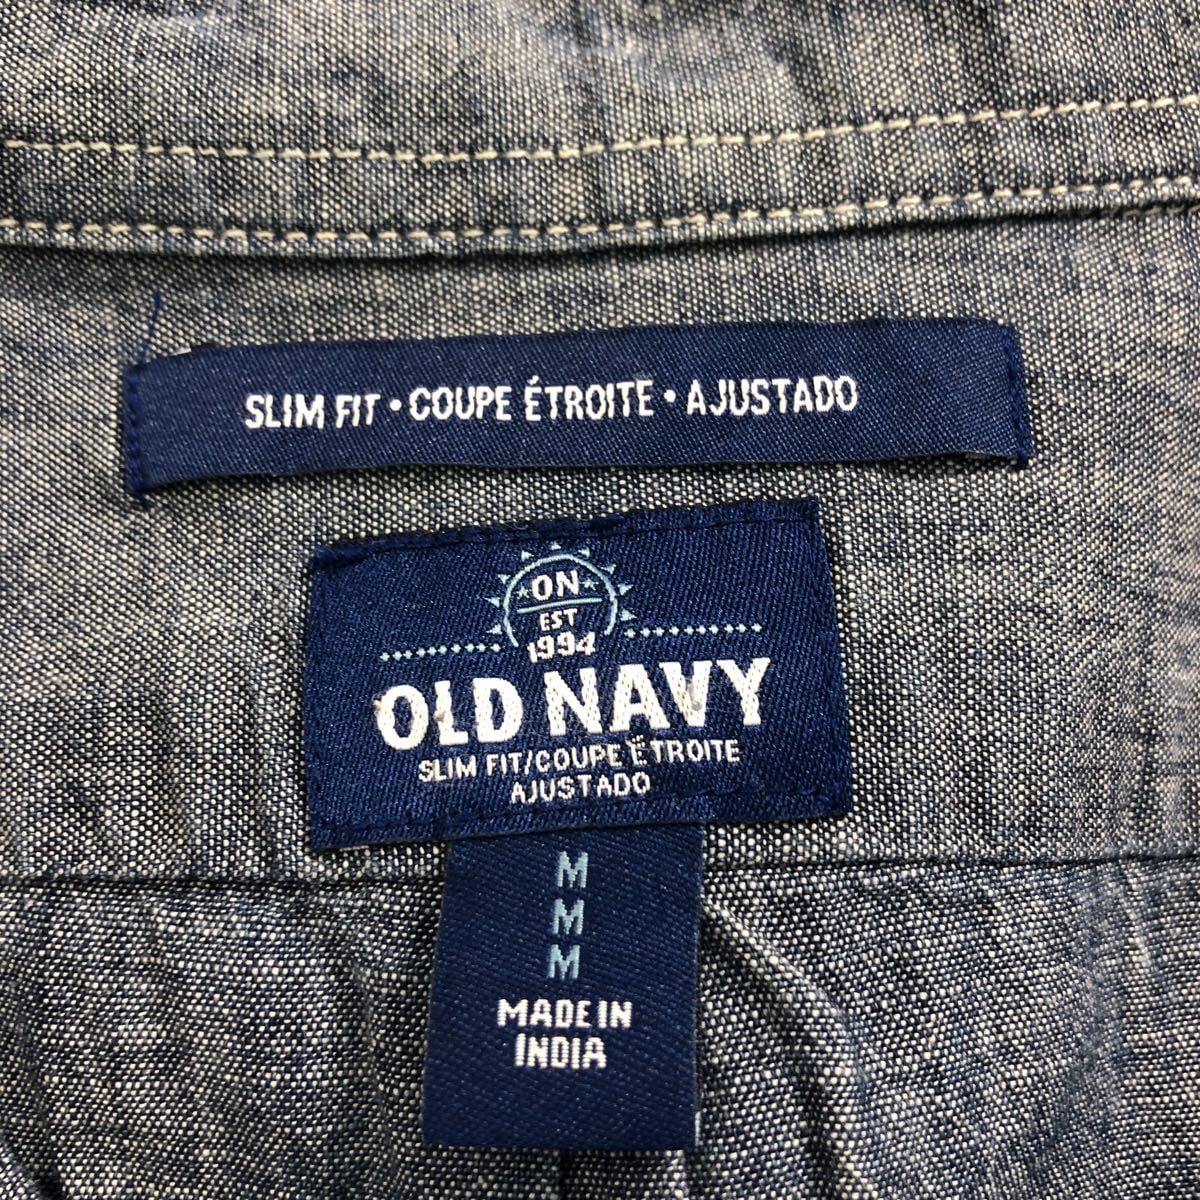 SLIM FIT • COUPE ÉTROITE • AJUSTADO
ON
EST
1994
OLD NAVY
SLIM FIT/COUPE ÉTROITE
AJUSTADO
M
M
M
MADE IN
INDIA